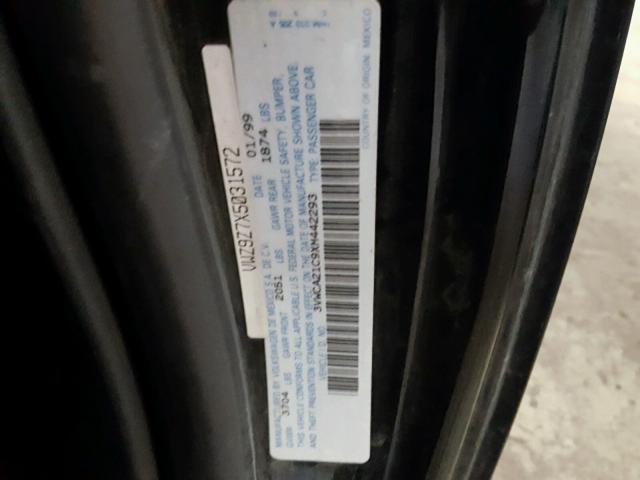 VWZ9Z7X5031572
MANUFACTURED BY VOLKSWAGEN DE MEXICO S.A. DE C.V. DATE 01/99
GVWR 3704 LBS GAWR FRONT 2051 LBS GAWR REAR 1874 LBS
THIS VEHICLE CONFORMS TO ALL APPLICABLE U.S. FEDERAL MOTOR VEHICLE SAFETY, BUMPER,
AND THEFT PREVENTION STANDARDS IN EFFECT ON THE DATE OF MANUFACTURE SHOWN ABOVE.
VEHICLE I.D. NO. 3VWCA21C9XM442293 TYPE PASSENGER CAR
COUNTRY OF ORIGIN: MEXICO